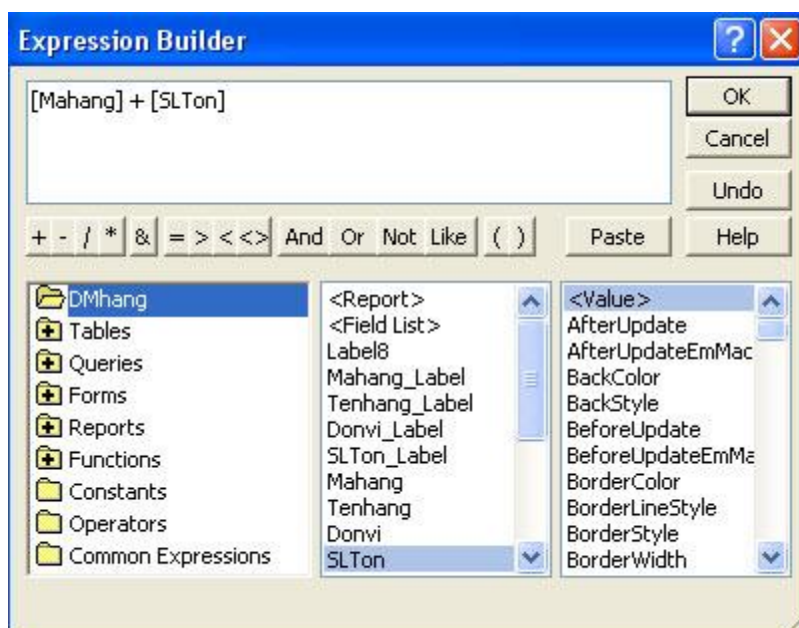 Expression Builder
[Mahang] + [SLTon]
OK
Cancel
Undo
+ - / * & = > < <> And Or Not Like ( ) Paste Help
DMhang
Tables
Queries
Forms
Reports
Functions
Constants
Operators
Common Expressions
<Report>
<Field List>
Label8
Mahang_Label
Tenhang_Label
Donvi_Label
SLTon_Label
Mahang
Tenhang
Donvi
SLTon
<Value>
AfterUpdate
AfterUpdateEmMac
BackColor
BackStyle
BeforeUpdate
BeforeUpdateEmMa
BorderColor
BorderLineStyle
BorderStyle
BorderWidth